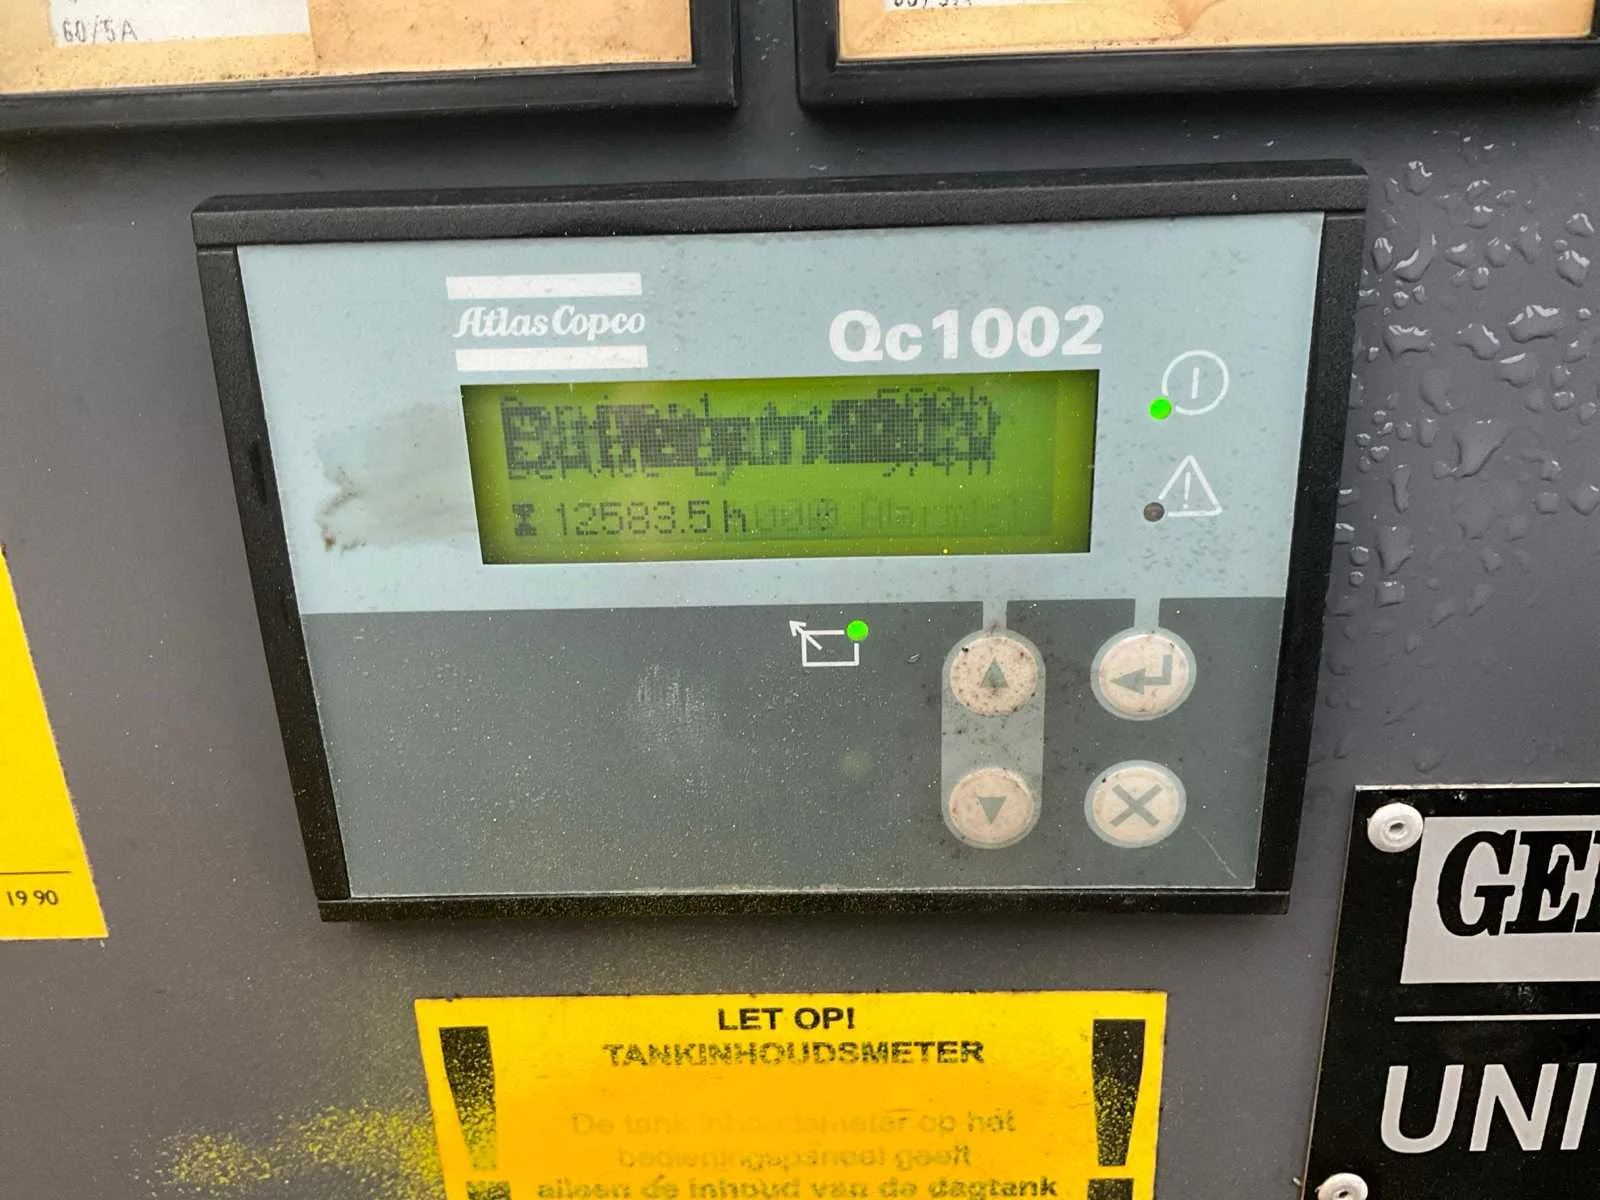 60/5A
Atlas Copco
Qc1002
12583.5 h
19 90
GE
UNI
LET OP!
TANKINHOUDSMETER
De tank inhoudsmeter op het
bedieningspaneel geeft
alleen de inhoud van de dagtank